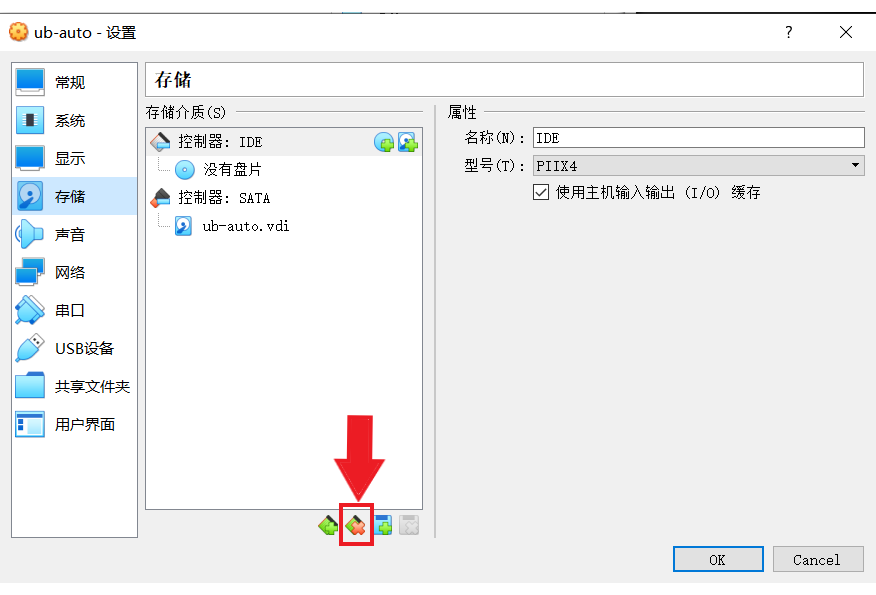 ub-auto - 设置
?
常规
系统
显示
存储
声音
网络
串口
USB设备
共享文件夹
用户界面
存储
存储介质(S)
控制器: IDE
没有盘片
控制器: SATA
ub-auto.vdi
属性
名称(N): IDE
型号(T): PIIX4
使用主机输入输出 (I/O) 缓存
OK
Cancel